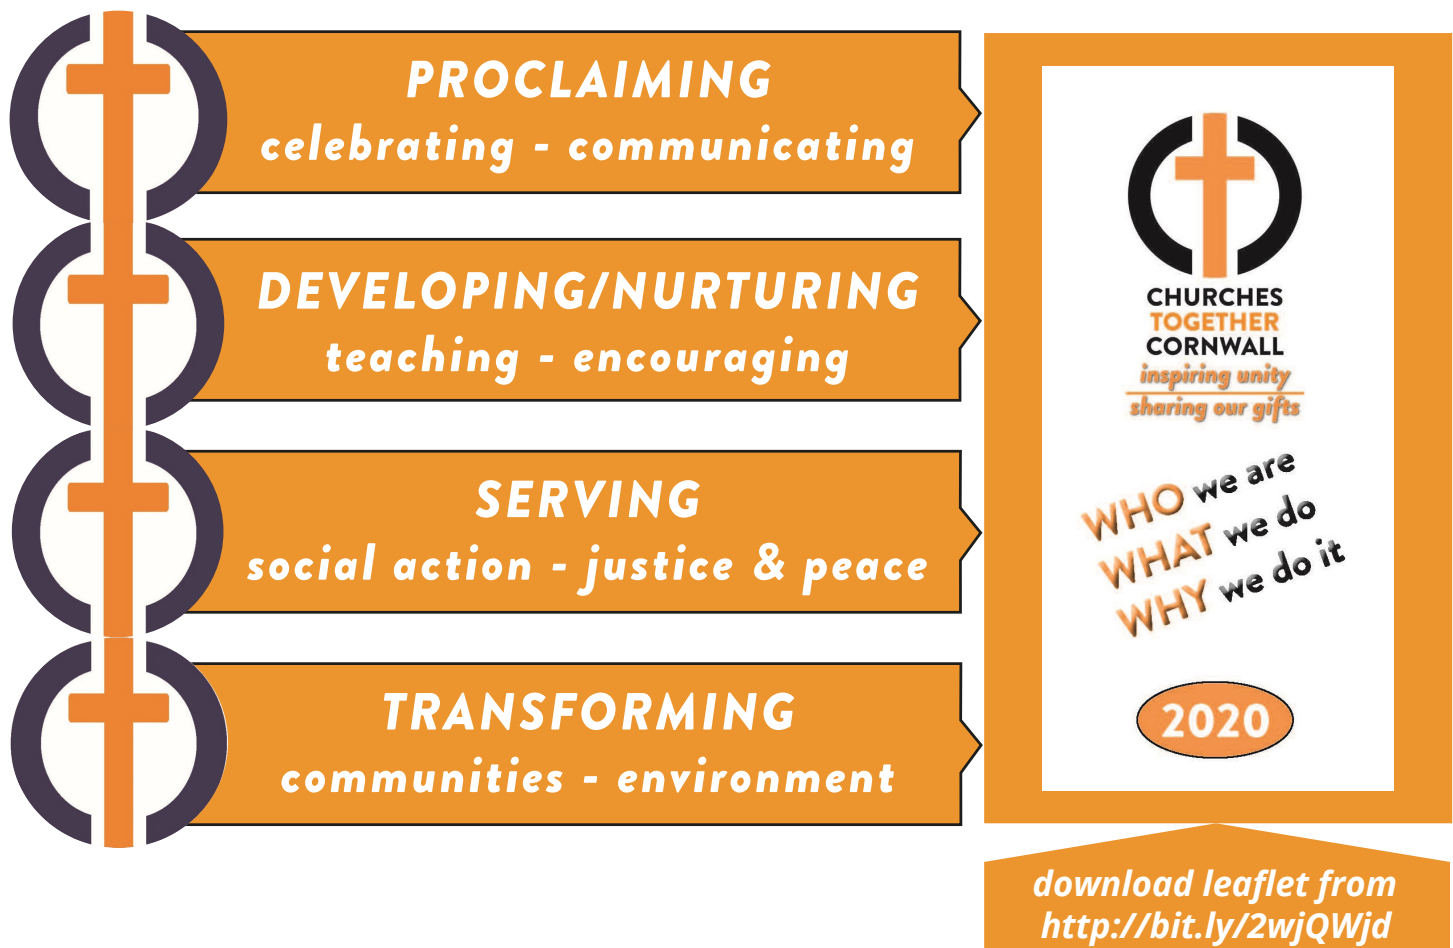 PROCLAIMING
celebrating - communicating
DEVELOPING/NURTURING
teaching - encouraging
SERVING
social action - justice & peace
TRANSFORMING
communities - environment
CHURCHES
TOGETHER
CORNWALL
inspiring unity
sharing our gifts
WHO we are
WHAT we do
WHY we do it
2020
download leaflet from
http://bit.ly/2wjQWjd